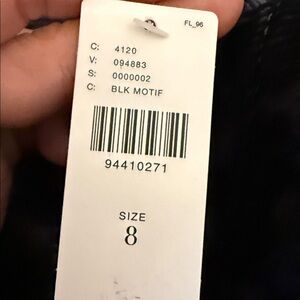 FL_96
C: 4120
V: 094883
S: 0000002
C: BLK MOTIF
94410271
SIZE
8